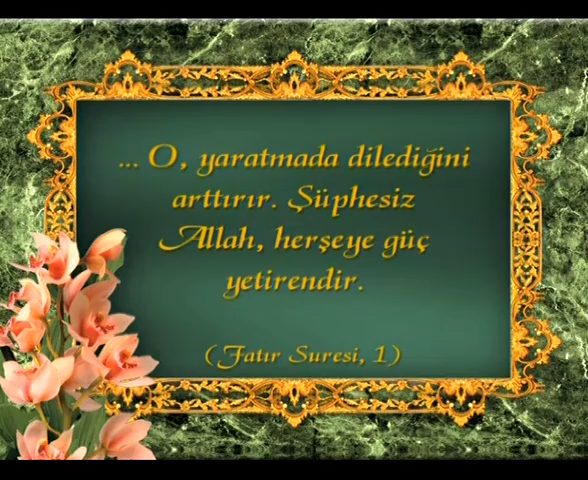 ... O, yaratmada dilediğini
arttırır. Şüphesiz
Allah, herşeye güç
yetirendir.
(Fatır Suresi, 1)